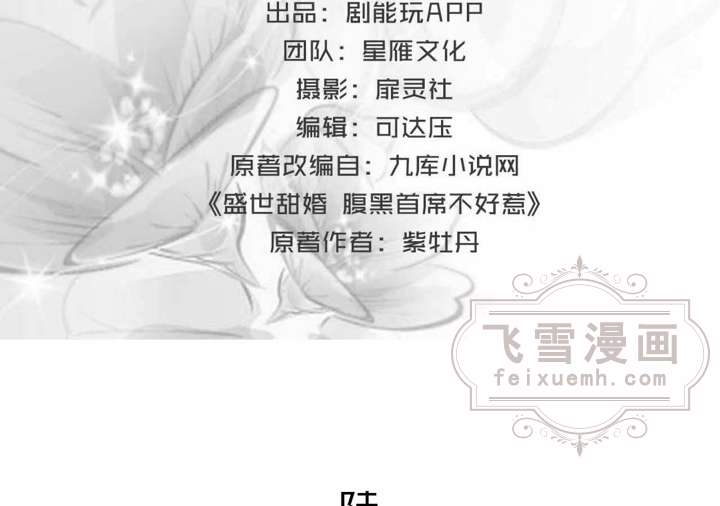 出品：剧能玩APP
团队：星雁文化
摄影：扉灵社
编辑：可达压
原著改编自：九库小说网
《盛世甜婚 腹黑首席不好惹》
原著作者：紫牡丹
飞雪漫画
feixuemh.com